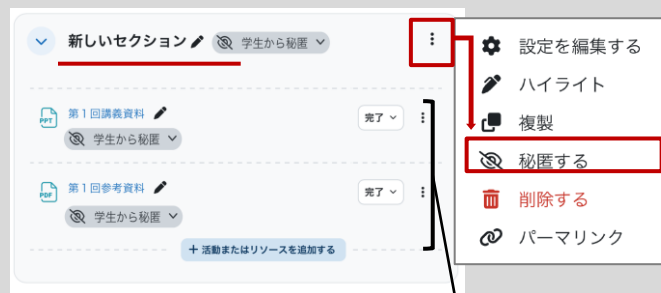 新しいセクション 学生から秘匿
PPT 第1回講義資料 完了
学生から秘匿
PDF 第1回参考資料 完了
学生から秘匿
+ 活動またはリソースを追加する
設定を編集する
ハイライト
複製
秘匿する
削除する
パーマリンク